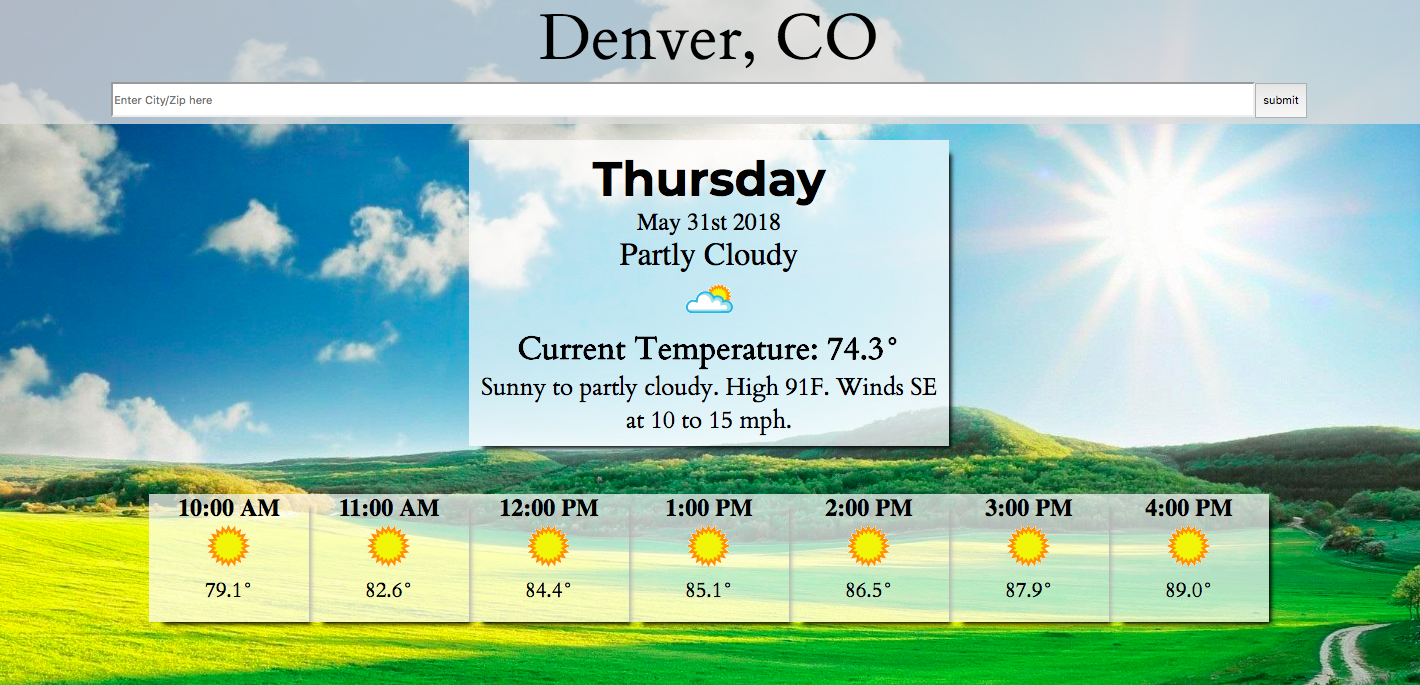 Denver, CO
Enter City/Zip here
submit
Thursday
May 31st 2018
Partly Cloudy
Current Temperature: 74.3°
Sunny to partly cloudy. High 91F. Winds SE
at 10 to 15 mph.
10:00 AM 11:00 AM 12:00 PM 1:00 PM 2:00 PM 3:00 PM 4:00 PM
79.1° 82.6° 84.4° 85.1° 86.5° 87.9° 89.0°